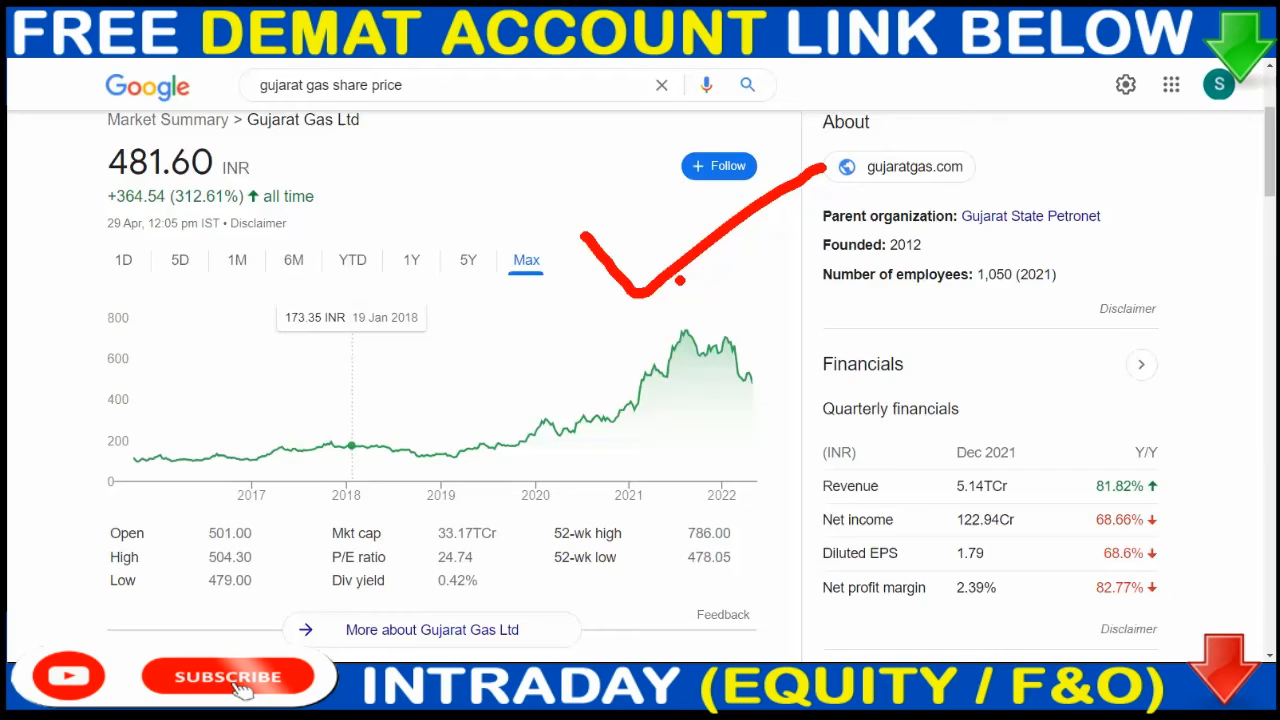 FREE DEMAT ACCOUNT LINK BELOW
Google
gujarat gas share price
S
Market Summary > Gujarat Gas Ltd
481.60 INR
+ Follow
+364.54 (312.61%) ↑ all time
29 Apr, 12:05 pm IST • Disclaimer
1D 5D 1M 6M YTD 1Y 5Y Max
173.35 INR 19 Jan 2018
800
600
400
200
0
2017 2018 2019 2020 2021 2022
Open 501.00 Mkt cap 33.17TCr 52-wk high 786.00
High 504.30 P/E ratio 24.74 52-wk low 478.05
Low 479.00 Div yield 0.42%
Feedback
More about Gujarat Gas Ltd
About
gujaratgas.com
Parent organization: Gujarat State Petronet
Founded: 2012
Number of employees: 1,050 (2021)
Disclaimer
Financials
Quarterly financials
(INR) Dec 2021 Y/Y
Revenue 5.14TCr 81.82% ↑
Net income 122.94Cr 68.66% ↓
Diluted EPS 1.79 68.6% ↓
Net profit margin 2.39% 82.77% ↓
Disclaimer
SUBSCRIBE
INTRADAY (EQUITY / F&O)